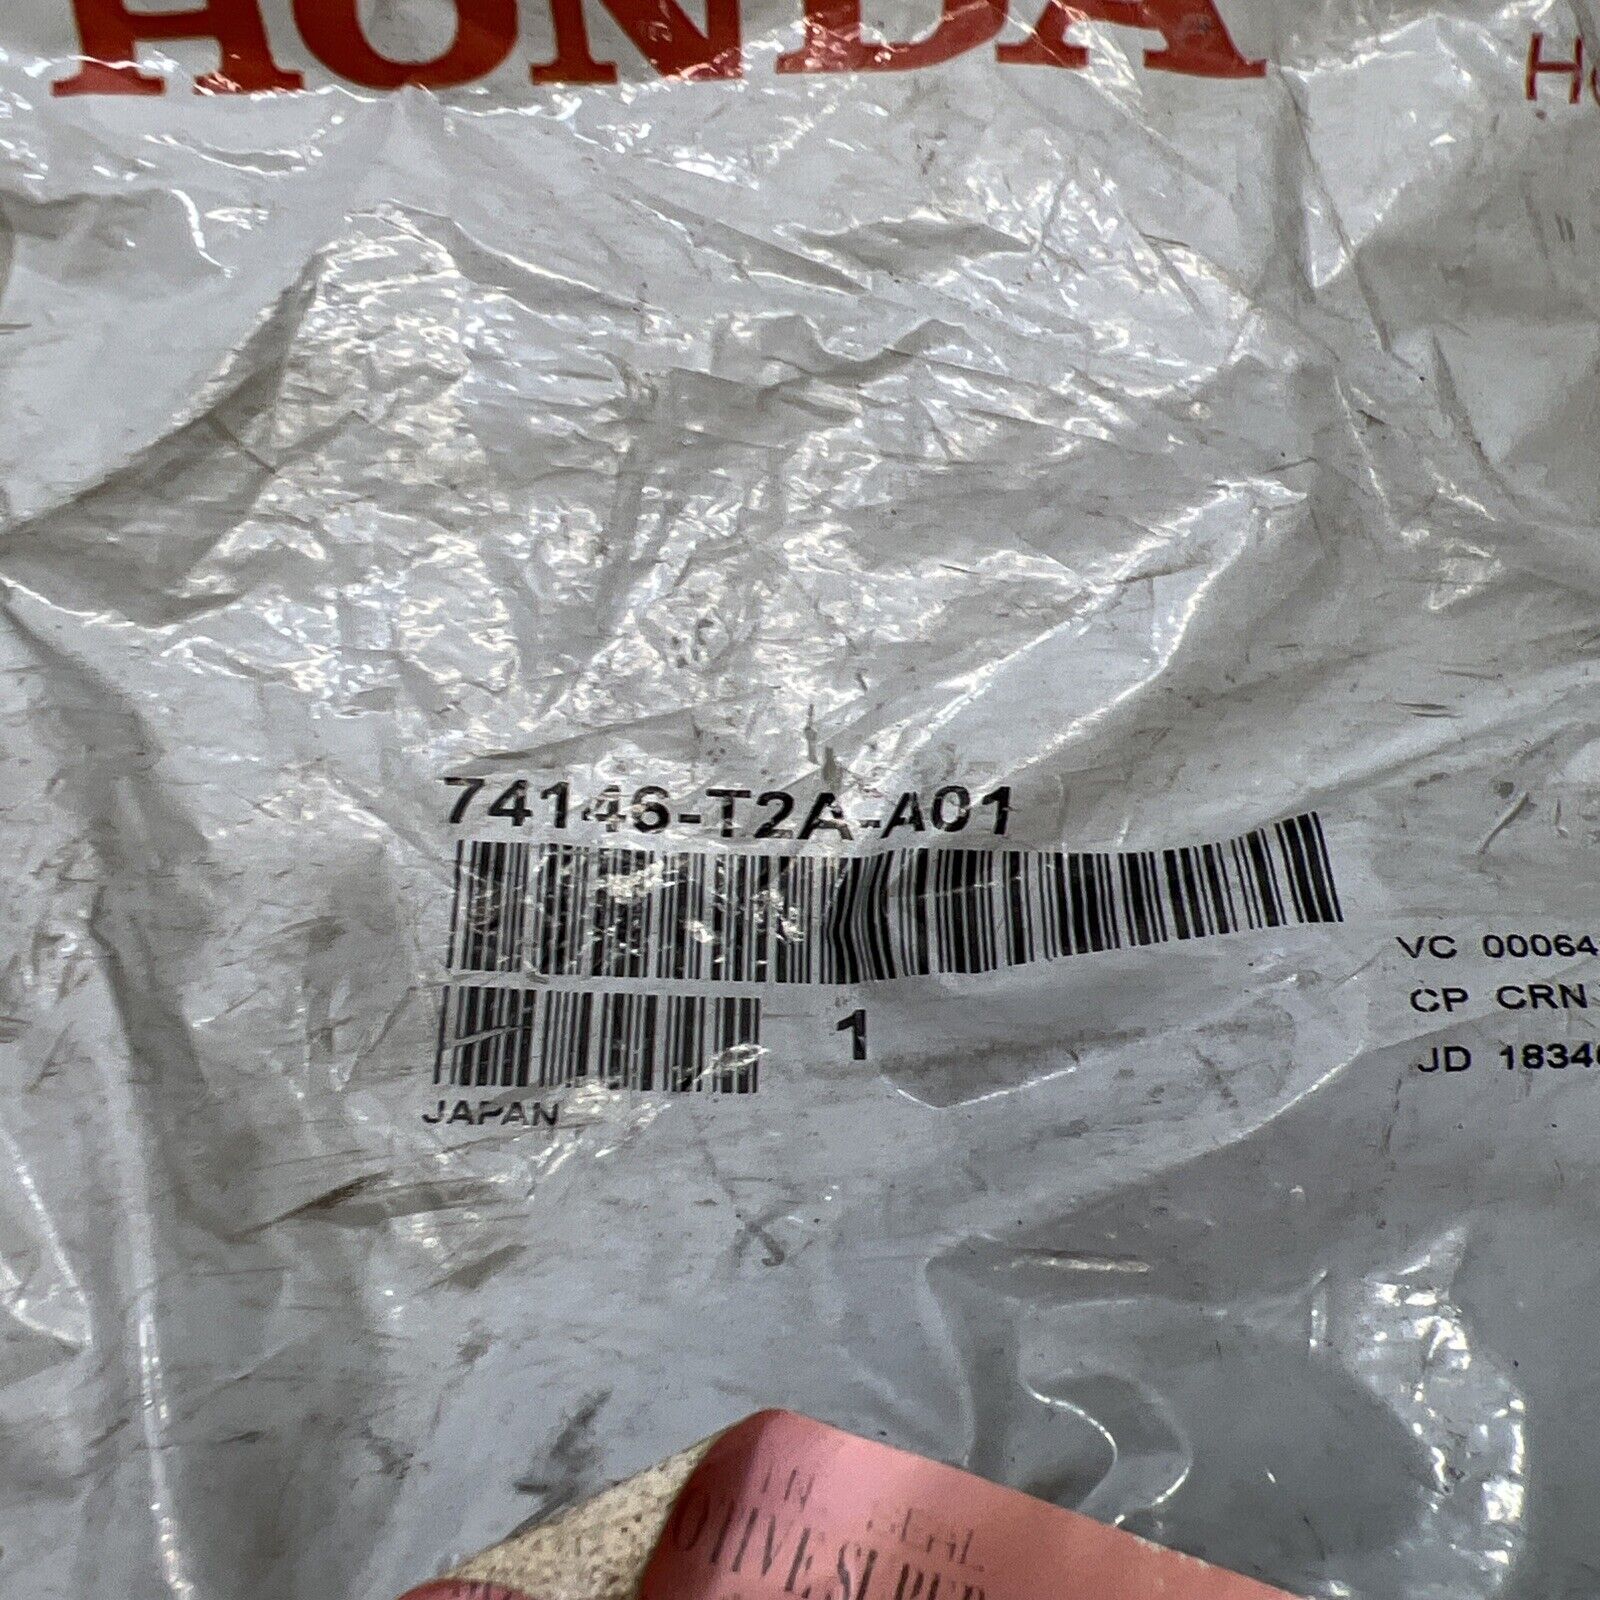 HONDA
74146-T2A-A01
1
JAPAN
VC 00064
CP CRN
JD 1834